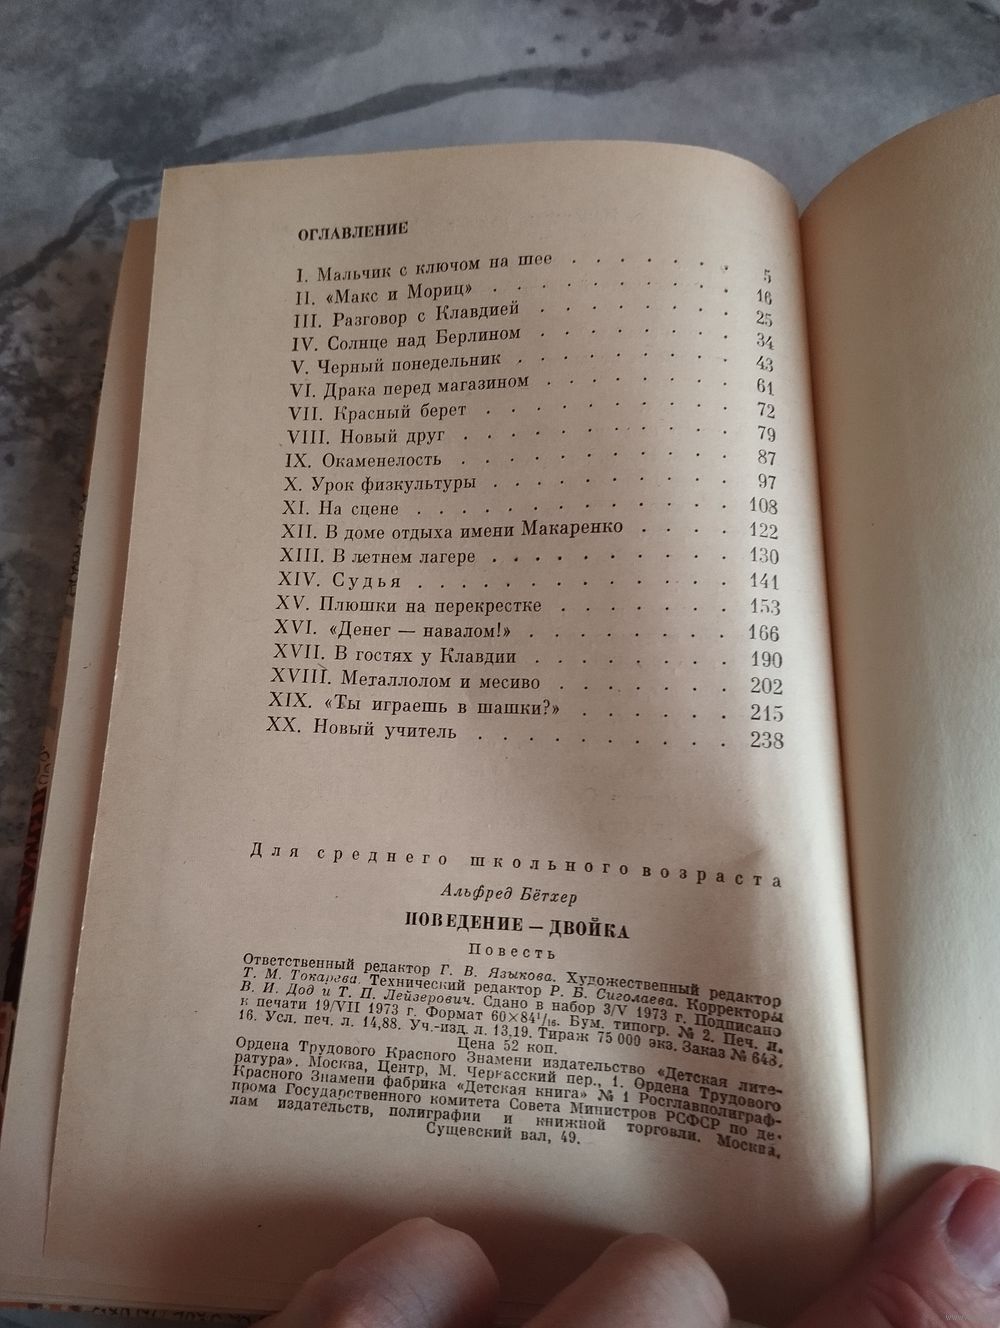 ОГЛАВЛЕНИЕ
I. Мальчик с ключом на шее . . . . . . . 5
II. «Макс и Мориц» . . . . . . . . . . 16
III. Разговор с Клавдией . . . . . . . . 25
IV. Солнце над Берлином . . . . . . . . 34
V. Черный понедельник . . . . . . . . . 43
VI. Драка перед магазином . . . . . . . . 61
VII. Красный берет . . . . . . . . . . 72
VIII. Новый друг . . . . . . . . . . . 79
IX. Окаменелость . . . . . . . . . . . 87
X. Урок физкультуры . . . . . . . . . . 97
XI. На сцене . . . . . . . . . . . . . 108
XII. В доме отдыха имени Макаренко . . . . 122
XIII. В летнем лагере . . . . . . . . . . 130
XIV. Судья . . . . . . . . . . . . . 141
XV. Плюшки на перекрестке . . . . . . . 153
XVI. «Денег — навалом!» . . . . . . . . 166
XVII. В гостях у Клавдии . . . . . . . . 190
XVIII. Металлолом и месиво . . . . . . . 202
XIX. «Ты играешь в шашки?» . . . . . . 215
XX. Новый учитель . . . . . . . . . . 238
Для среднего школьного возраста
Альфред Бётхер
ПОВЕДЕНИЕ — ДВОЙКА
Повесть
Ответственный редактор Г. В. Языкова. Художественный редактор
Т. М. Токарева. Технический редактор Р. Б. Сиголаева. Корректоры
В. И. Дод и Т. П. Лейзерович. Сдано в набор 3/V 1973 г. Подписано
к печати 19/VII 1973 г. Формат 60×84¹/₁₆. Бум. типогр. № 2. Печ. л.
16. Усл. печ. л. 14,88. Уч.-изд. л. 13,19. Тираж 75 000 экз. Заказ № 643.
Цена 52 коп.
Ордена Трудового Красного Знамени издательство «Детская лите-
ратура». Москва, Центр, М. Черкасский пер., 1. Ордена Трудового
Красного Знамени фабрика «Детская книга» № 1 Росглавполиграф-
прома Государственного комитета Совета Министров РСФСР по де-
лам издательств, полиграфии и книжной торговли. Москва,
Сущевский вал, 49.